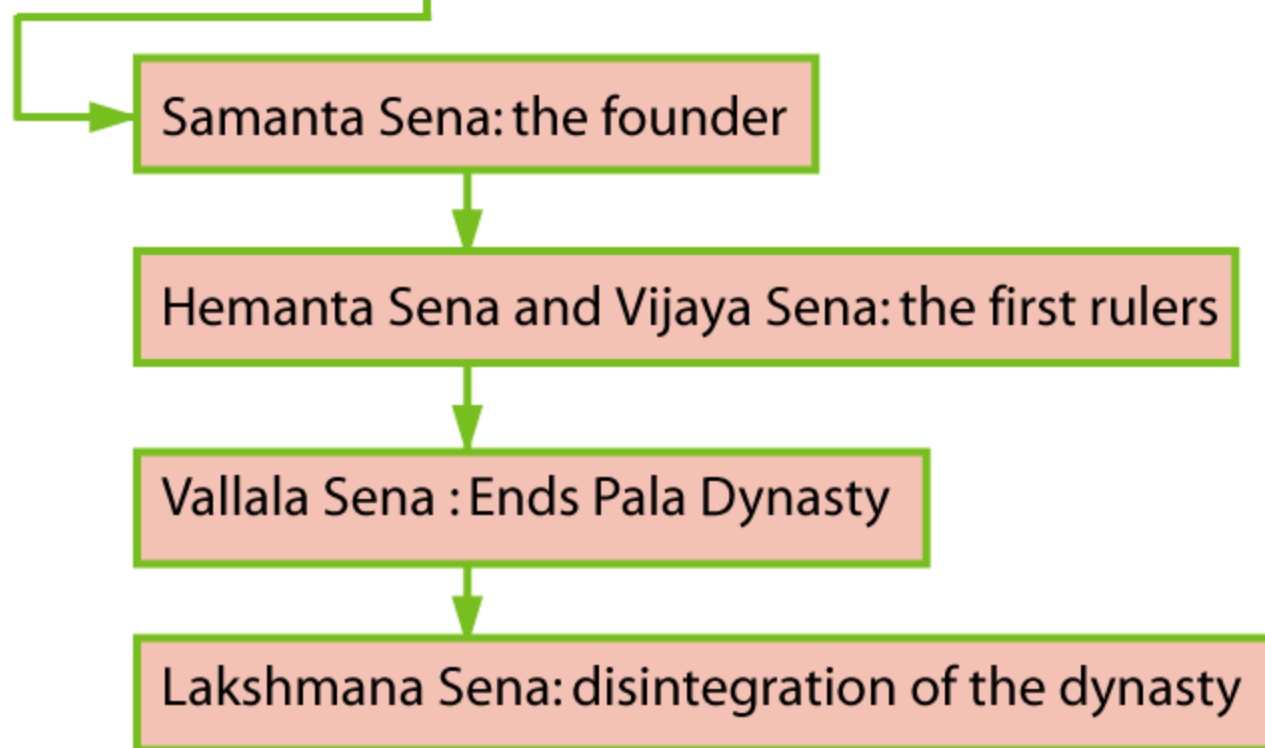 Samanta Sena: the founder
Hemanta Sena and Vijaya Sena: the first rulers
Vallala Sena : Ends Pala Dynasty
Lakshmana Sena: disintegration of the dynasty